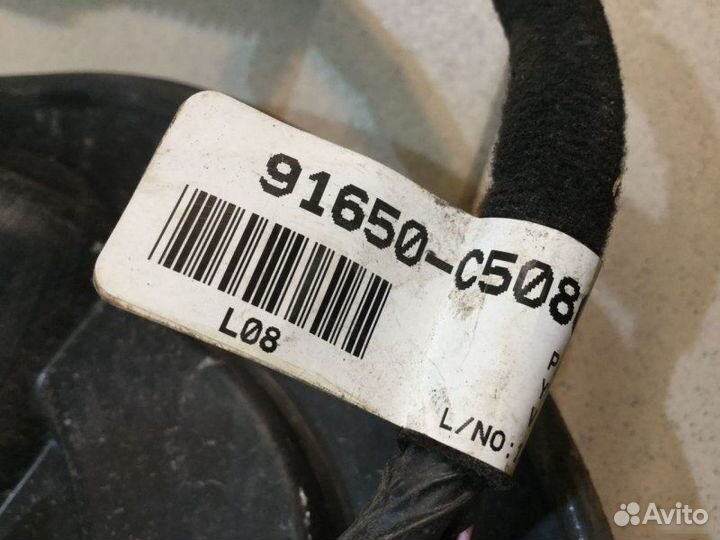 91650-C508
L08
P
Y
V
L/NO:
Avito